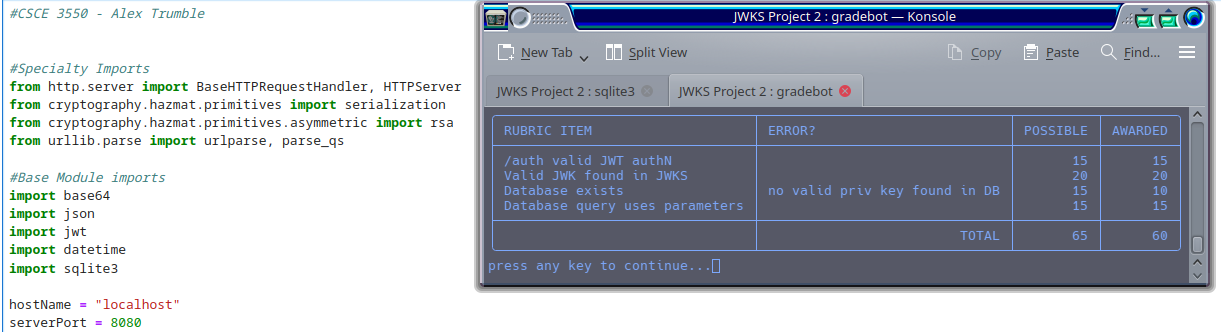 #CSCE 3550 - Alex Trumble
#Specialty Imports
from http.server import BaseHTTPRequestHandler, HTTPServer
from cryptography.hazmat.primitives import serialization
from cryptography.hazmat.primitives.asymmetric import rsa
from urllib.parse import urlparse, parse_qs
#Base Module imports
import base64
import json
import jwt
import datetime
import sqlite3
hostName = "localhost"
serverPort = 8080
JWKS Project 2 : gradebot — Konsole
New Tab Split View Copy Paste Find...
JWKS Project 2 : sqlite3 JWKS Project 2 : gradebot
RUBRIC ITEM ERROR? POSSIBLE AWARDED
/auth valid JWT authN 15 15
Valid JWK found in JWKS 20 20
Database exists no valid priv key found in DB 15 10
Database query uses parameters 15 15
TOTAL 65 60
press any key to continue...